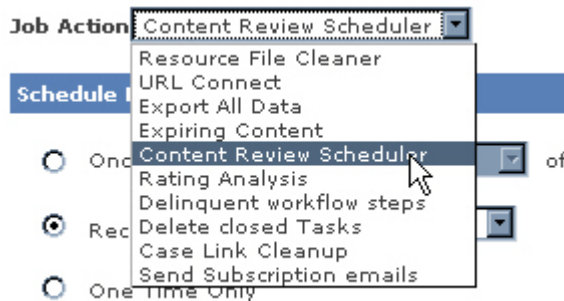 Job Action Content Review Scheduler
Resource File Cleaner
URL Connect
Schedule
Export All Data
Expiring Content
Content Review Scheduler
of
Rating Analysis
Delinquent workflow steps
Delete closed Tasks
Case Link Cleanup
Send Subscription emails
One Time Only